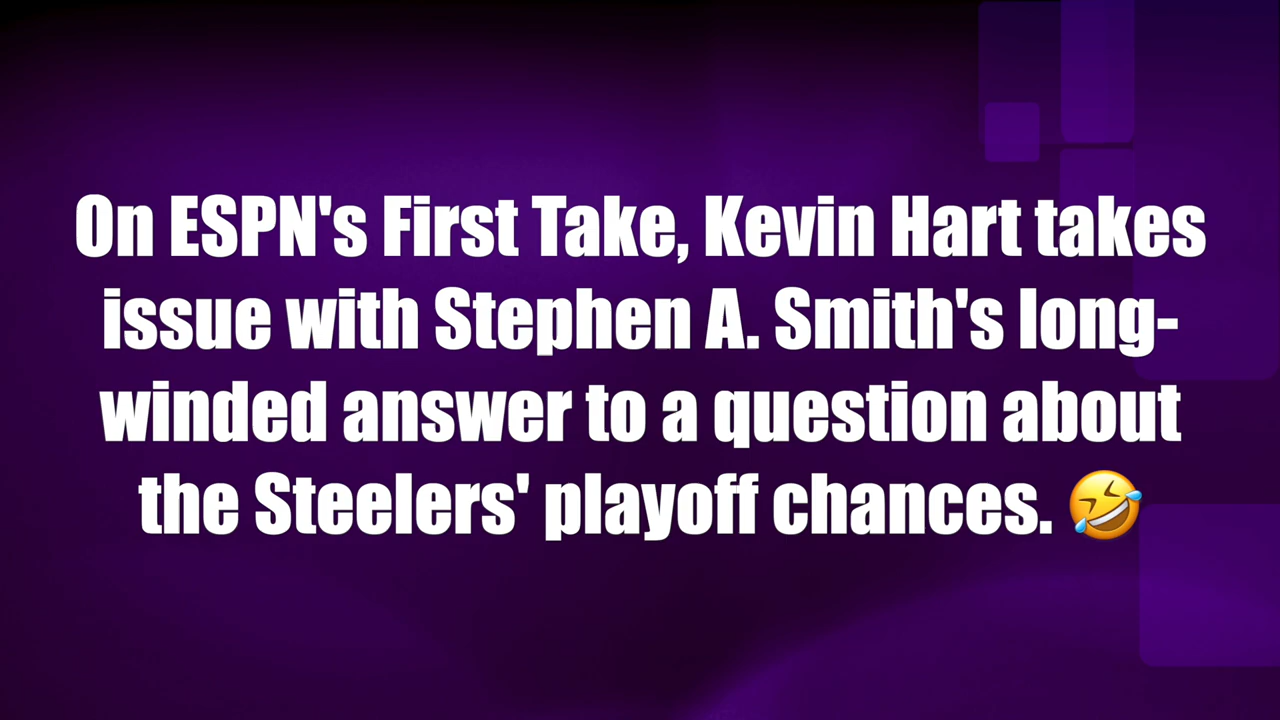 On ESPN's First Take, Kevin Hart takes
issue with Stephen A. Smith's long-
winded answer to a question about
the Steelers' playoff chances. 🤣